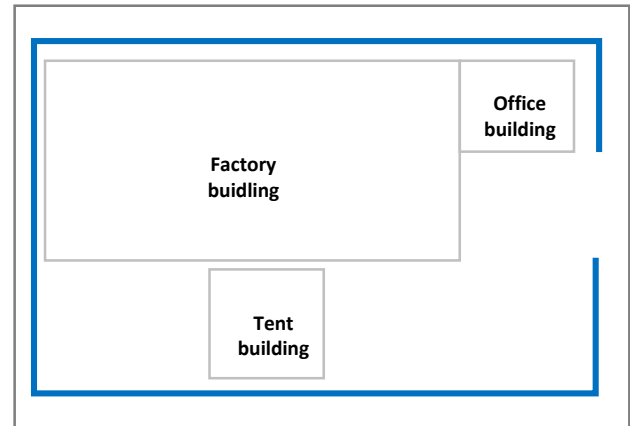 Office
building
Factory
buidling
Tent
building